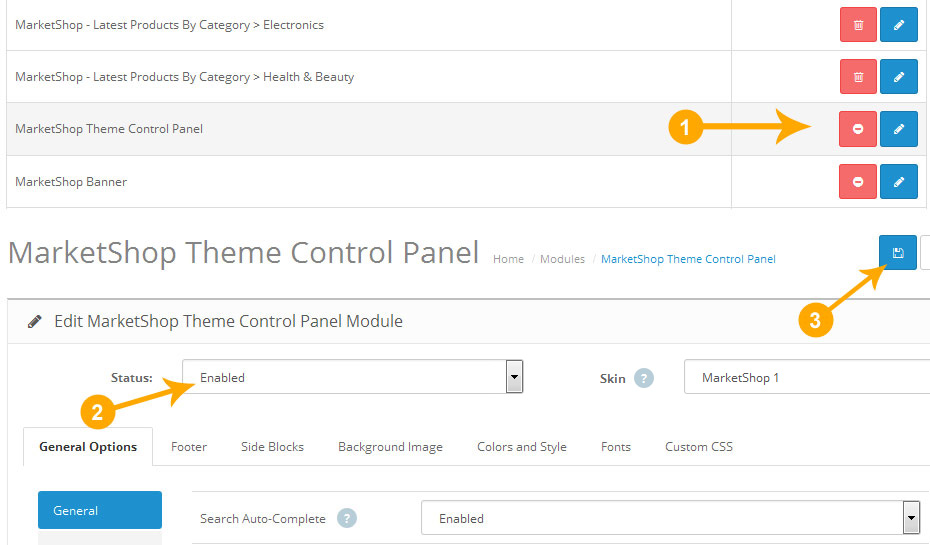 MarketShop - Latest Products By Category > Electronics
MarketShop - Latest Products By Category > Health & Beauty
MarketShop Theme Control Panel
1
MarketShop Banner
MarketShop Theme Control Panel
Home / Modules / MarketShop Theme Control Panel
3
Edit MarketShop Theme Control Panel Module
Status: Enabled Skin ? MarketShop 1
2
General Options Footer Side Blocks Background Image Colors and Style Fonts Custom CSS
General
Search Auto-Complete ? Enabled